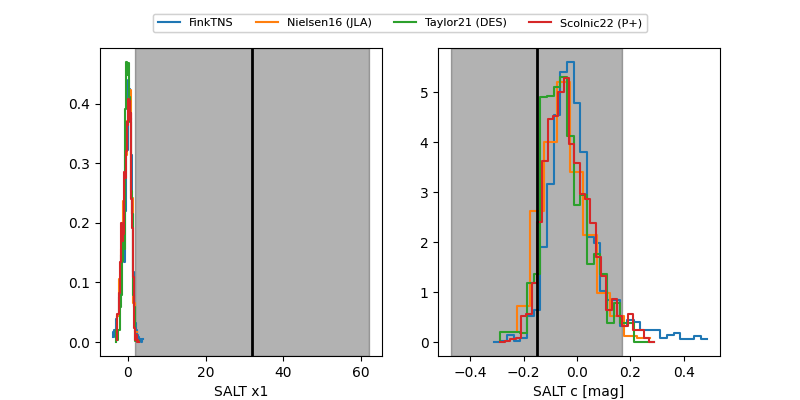 FinkTNS Nielsen16 (JLA) Taylor21 (DES) Scolnic22 (P+)
0.4
0.3
0.2
0.1
0.0
0 20 40 60
SALT x1
5
4
3
2
1
0
−0.4 −0.2 0.0 0.2 0.4
SALT c [mag]